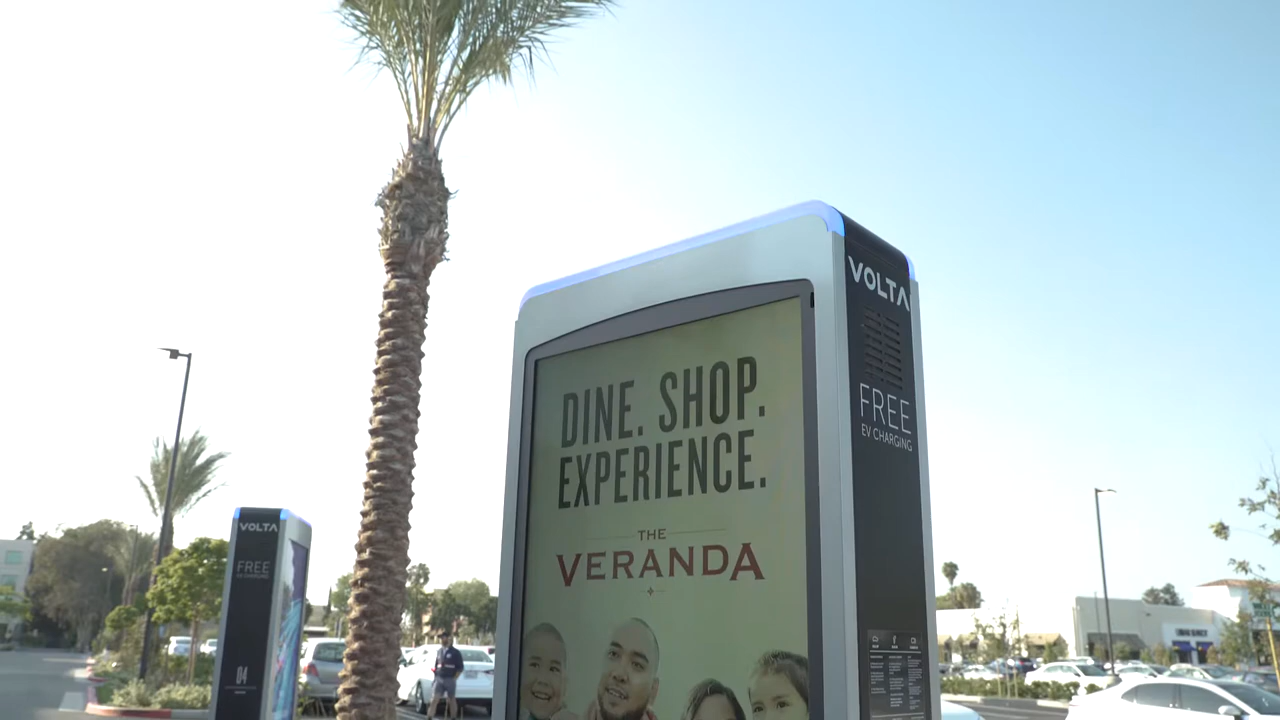 VOLTA
FREE
EV CHARGING
DINE. SHOP.
EXPERIENCE.
THE
VERANDA
VOLTA
FREE
EV CHARGING
04